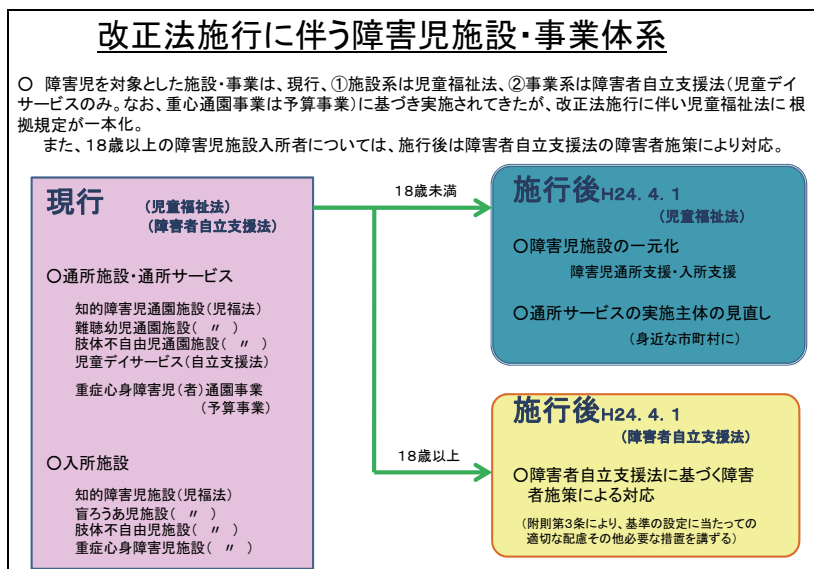 改正法施行に伴う障害児施設・事業体系
○ 障害児を対象とした施設・事業は、現行、①施設系は児童福祉法、②事業系は障害者自立支援法(児童デイ
サービスのみ。なお、重心通園事業は予算事業)に基づき実施されてきたが、改正法施行に伴い児童福祉法に根
拠規定が一本化。
また、18歳以上の障害児施設入所者については、施行後は障害者自立支援法の障害者施策により対応。
現行 (児童福祉法)
(障害者自立支援法)
○通所施設・通所サービス
知的障害児通園施設(児福法)
難聴幼児通園施設( 〃 )
肢体不自由児通園施設( 〃 )
児童デイサービス(自立支援法)
重症心身障害児(者)通園事業
(予算事業)
○入所施設
知的障害児施設(児福法)
盲ろうあ児施設( 〃 )
肢体不自由児施設( 〃 )
重症心身障害児施設( 〃 )
18歳未満
施行後H24.4.1
(児童福祉法)
○障害児施設の一元化
障害児通所支援・入所支援
○通所サービスの実施主体の見直し
(身近な市町村に)
18歳以上
施行後H24.4.1
(障害者自立支援法)
○障害者自立支援法に基づく障害
者施策による対応
(附則第3条により、基準の設定に当たっての
適切な配慮その他必要な措置を講ずる)